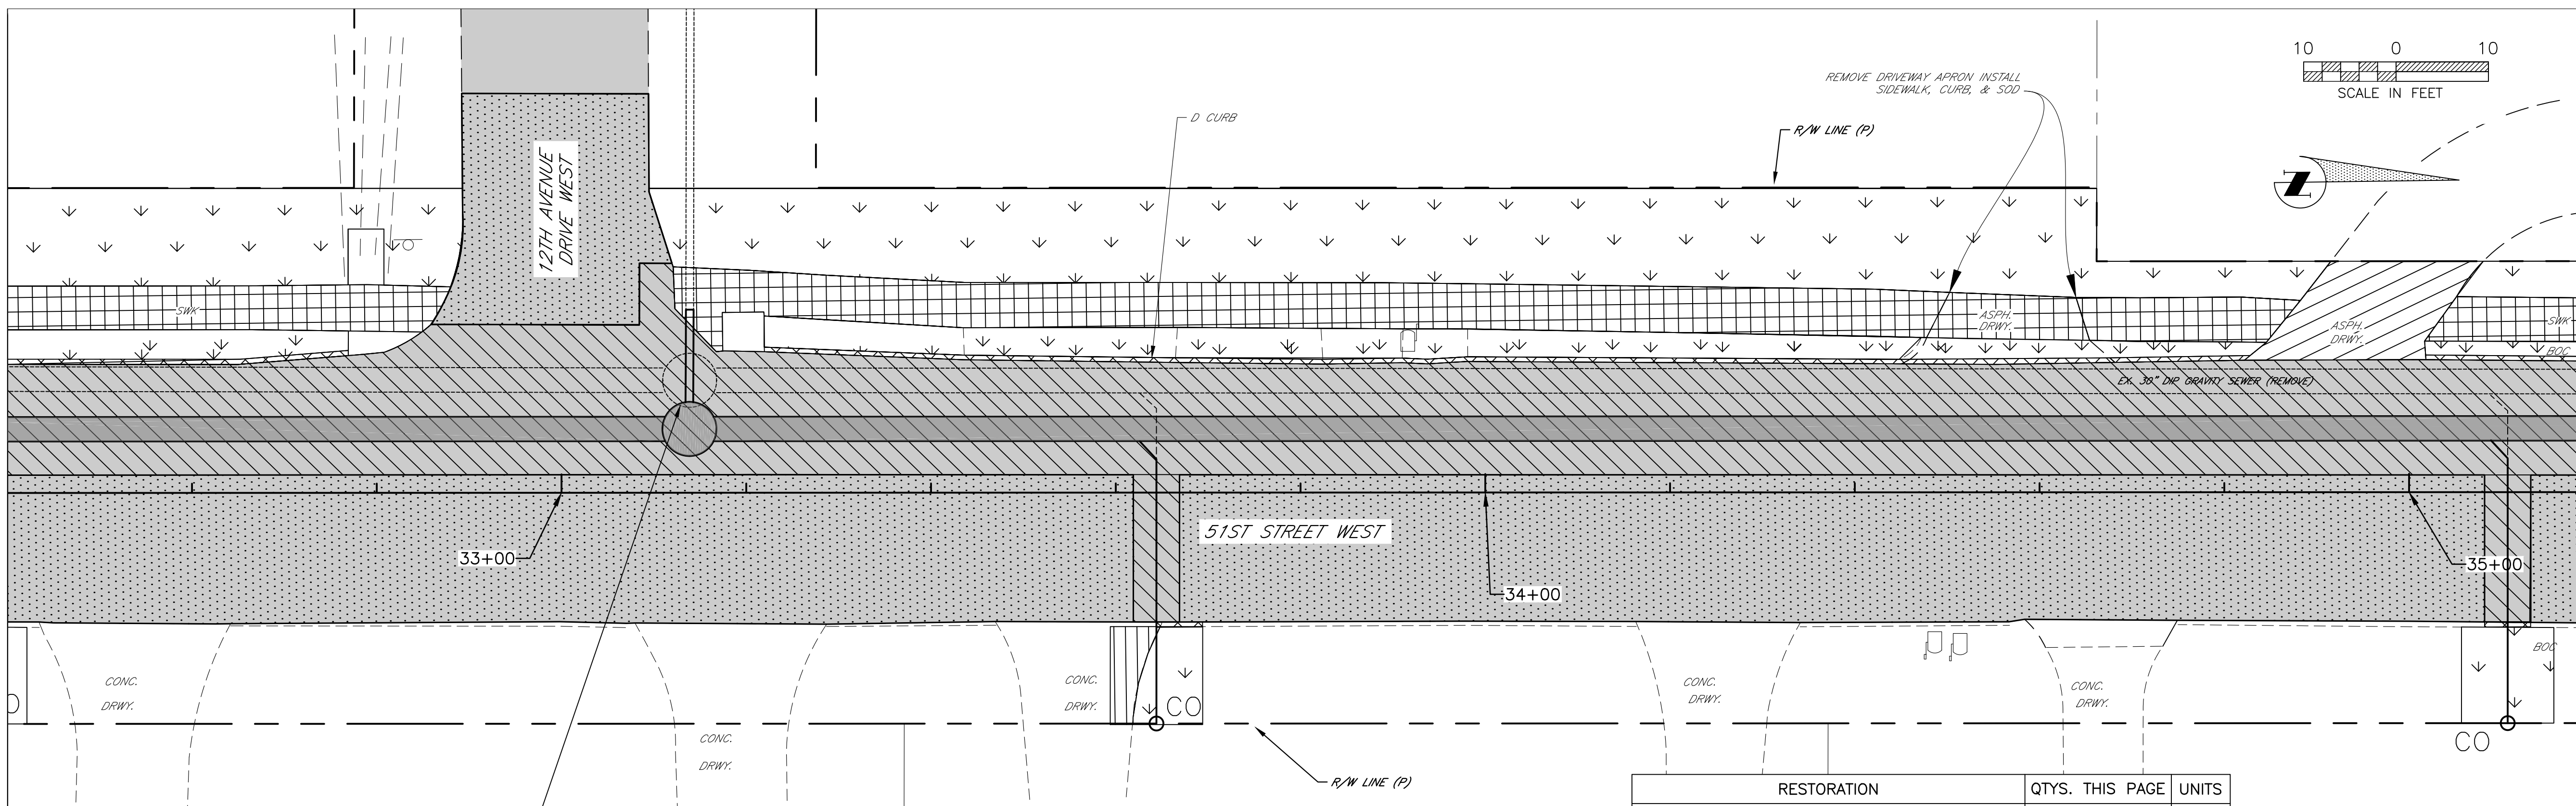 10 0 10
SCALE IN FEET
REMOVE DRIVEWAY APRON INSTALL
SIDEWALK, CURB, & SOD
D CURB
R/W LINE (P)
12TH AVENUE
DRIVE WEST
SWK
ASPH.
DRWY.
ASPH.
DRWY.
SWK
BOC
EX. 30" DIP GRAVITY SEWER (REMOVE)
33+00
51ST STREET WEST
34+00
35+00
CONC.
DRWY.
CONC.
DRWY.
CONC.
DRWY.
CO
CONC.
DRWY.
CONC.
DRWY.
BOC
CO
R/W LINE (P)
RESTORATION QTYS. THIS PAGE UNITS